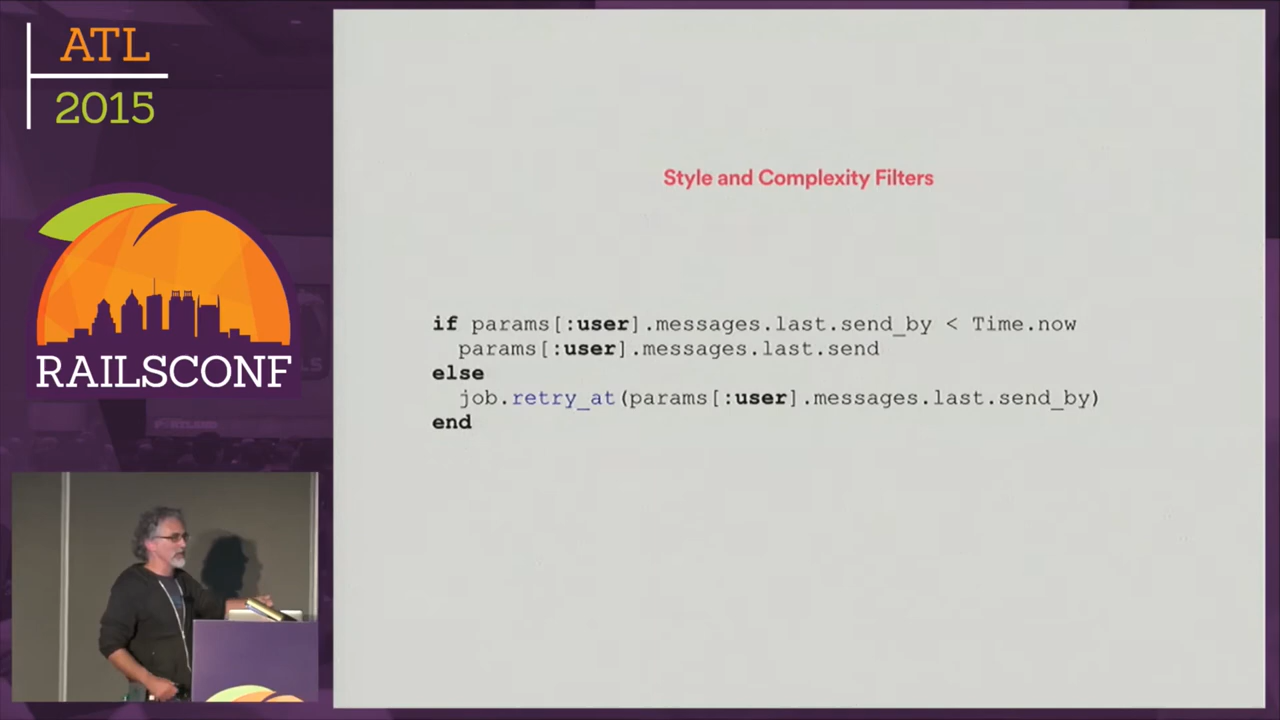 ATL
2015
RAILSCONF
Style and Complexity Filters
if params[:user].messages.last.send_by < Time.now
  params[:user].messages.last.send
else
  job.retry_at(params[:user].messages.last.send_by)
end